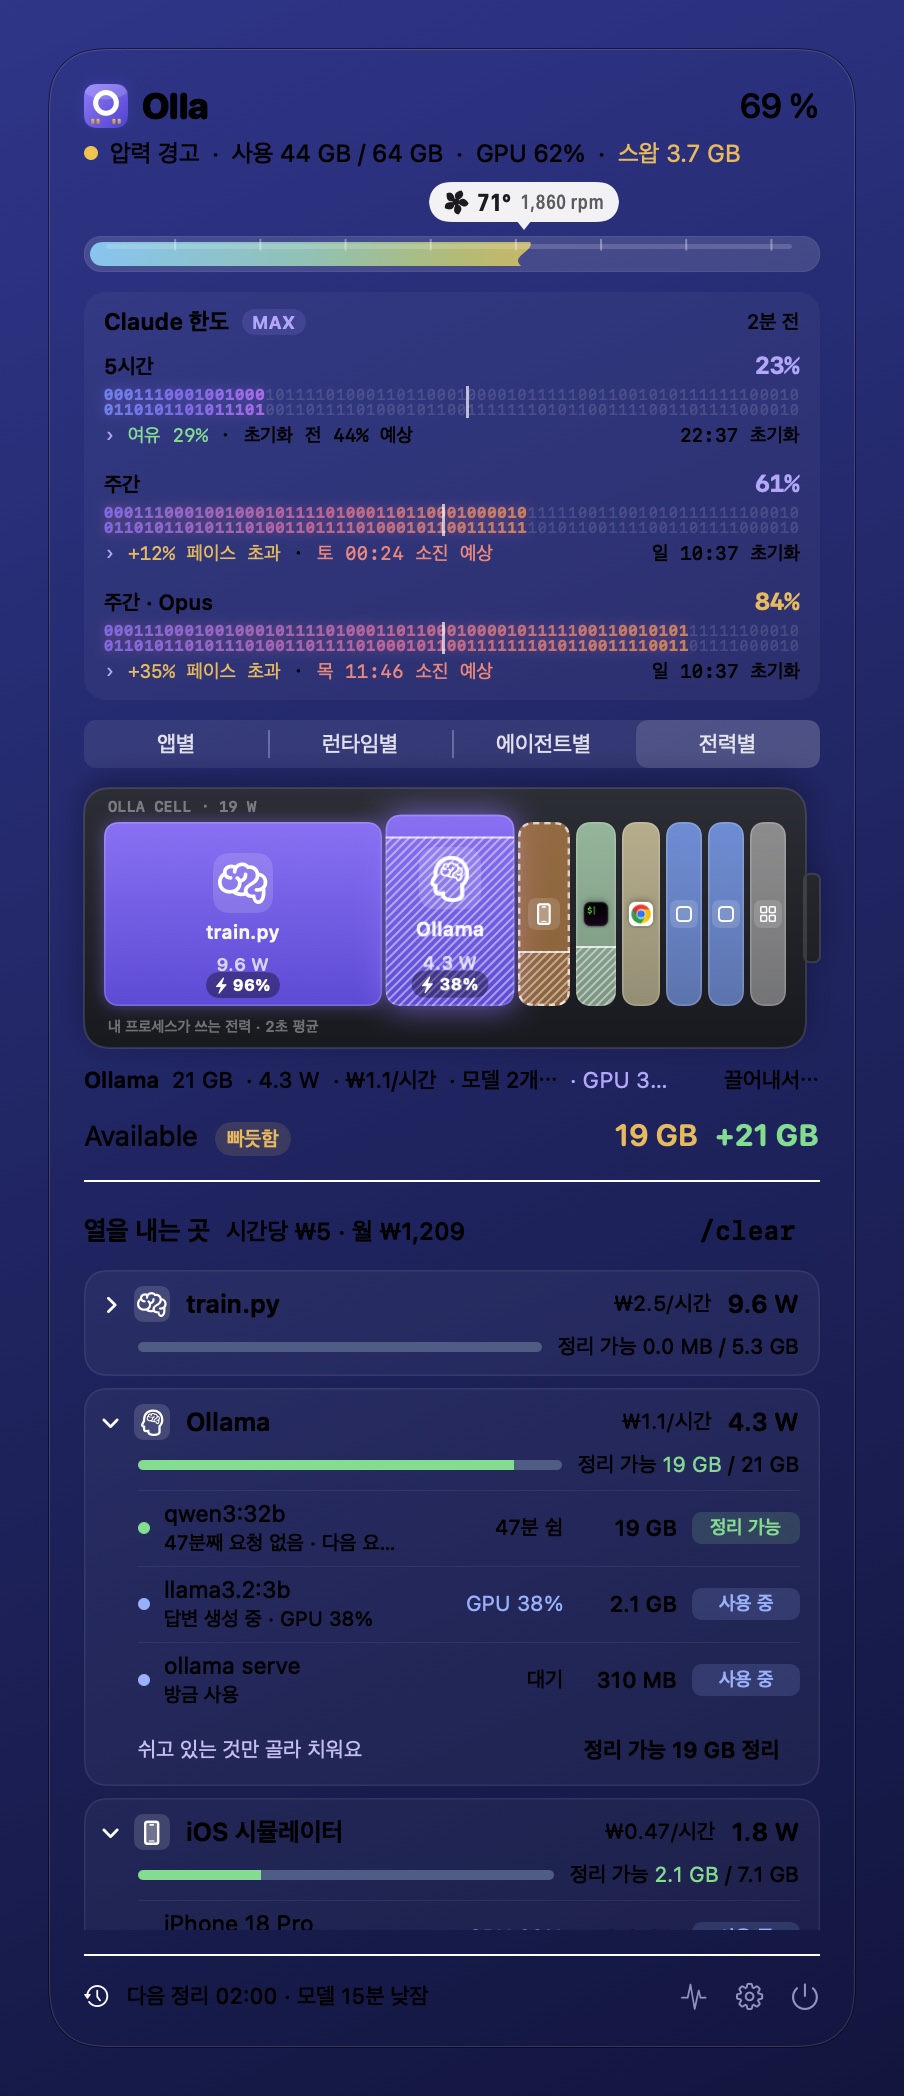 Olla
69 %
압력 경고 · 사용 44 GB / 64 GB · GPU 62% · 스왑 3.7 GB
71° 1,860 rpm
Claude 한도 MAX 2분 전
5시간 23%
› 여유 29% · 초기화 전 44% 예상 22:37 초기화
주간 61%
› +12% 페이스 초과 · 토 00:24 소진 예상 일 10:37 초기화
주간 · Opus 84%
› +35% 페이스 초과 · 목 11:46 소진 예상 일 10:37 초기화
앱별 런타임별 에이전트별 전력별
OLLA CELL · 19 W
train.py
9.6 W
96%
Ollama
4.3 W
38%
$
내 프로세스가 쓰는 전력 · 2초 평균
Ollama 21 GB · 4.3 W · ₩1.1/시간 · 모델 2개… · GPU 3... 끌어내서…
Available 빠듯함 19 GB +21 GB
열을 내는 곳 시간당 ₩5 · 월 ₩1,209 /clear
train.py ₩2.5/시간 9.6 W
정리 가능 0.0 MB / 5.3 GB
Ollama ₩1.1/시간 4.3 W
정리 가능 19 GB / 21 GB
qwen3:32b
47분째 요청 없음 · 다음 요...
47분 쉼 19 GB 정리 가능
llama3.2:3b
답변 생성 중 · GPU 38%
GPU 38% 2.1 GB 사용 중
ollama serve
방금 사용
대기 310 MB 사용 중
쉬고 있는 것만 골라 치워요 정리 가능 19 GB 정리
iOS 시뮬레이터 ₩0.47/시간 1.8 W
정리 가능 2.1 GB / 7.1 GB
iPhone 18 Pro
다음 정리 02:00 · 모델 15분 낮잠